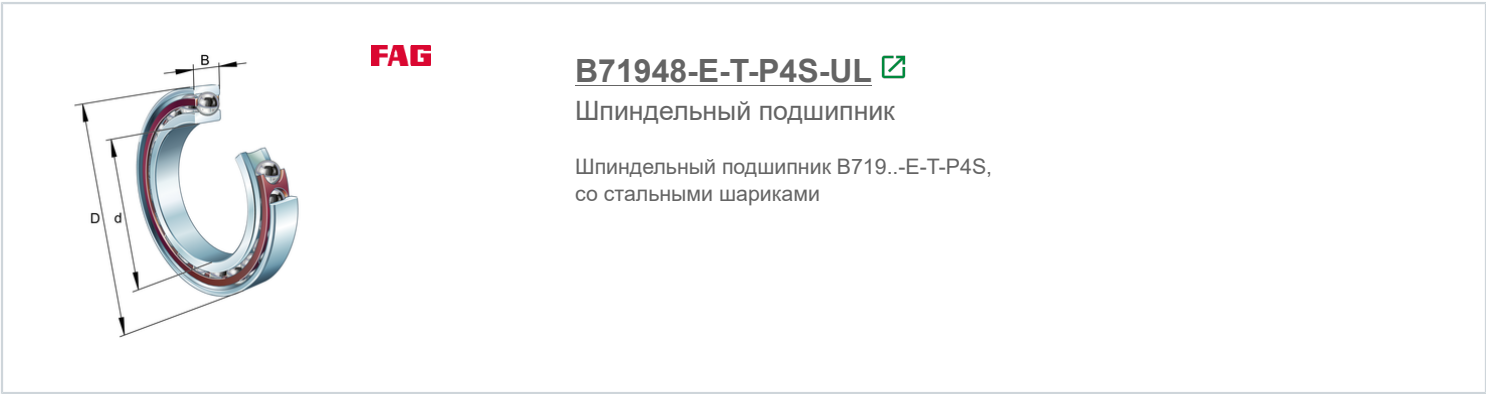 B
D
d
FAG
B71948-E-T-P4S-UL
Шпиндельный подшипник
Шпиндельный подшипник B719..-E-T-P4S,
со стальными шариками